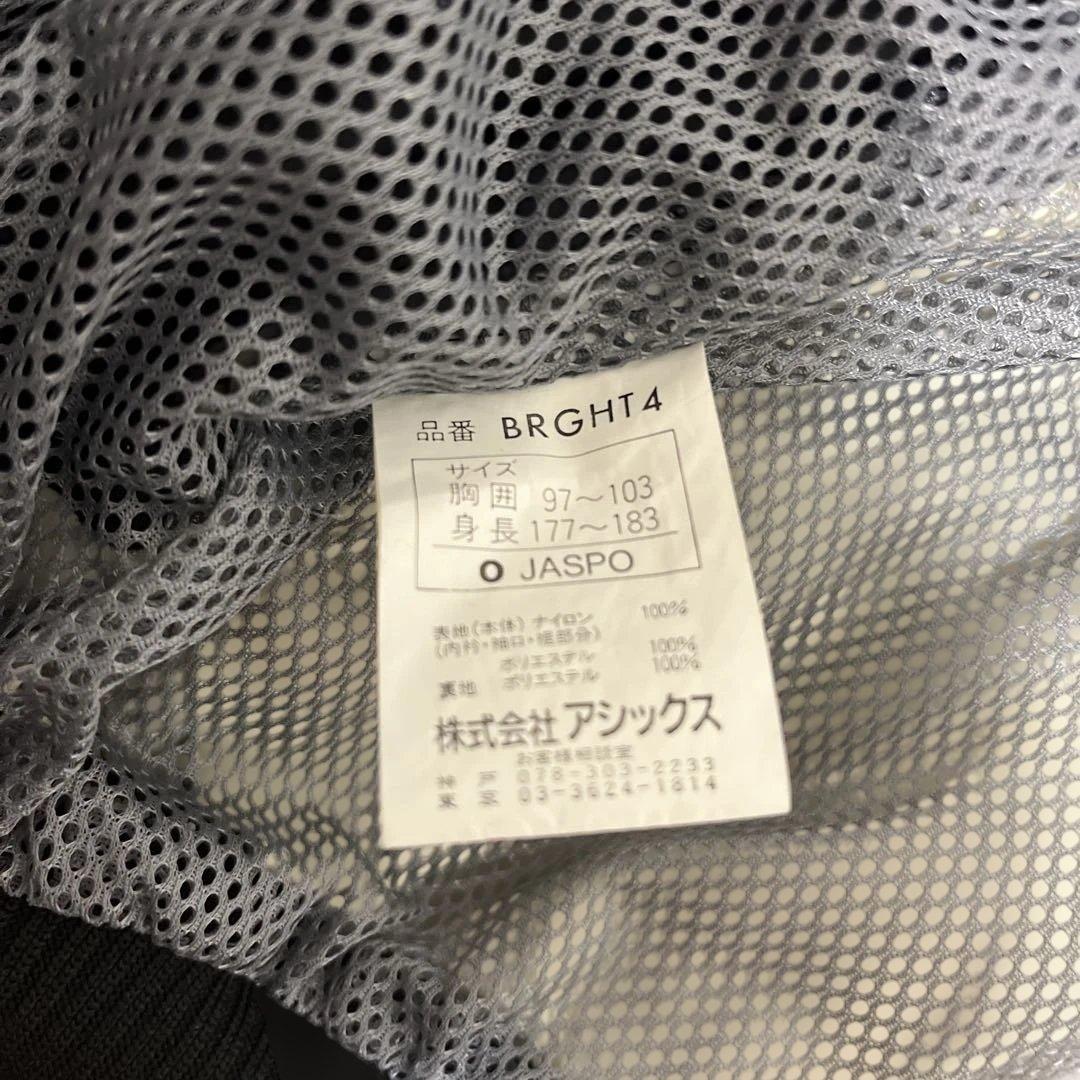 品番 BRGHT4
サイズ
胸囲 97～103
身長 177～183
O JASPO
表地(本体) ナイロン 100%
(内衿・袖口・裾部分)
ポリエステル 100%
裏地 ポリエステル 100%
株式会社アシックス
お客様相談室
神戸 078-303-2233
東京 03-3624-1814